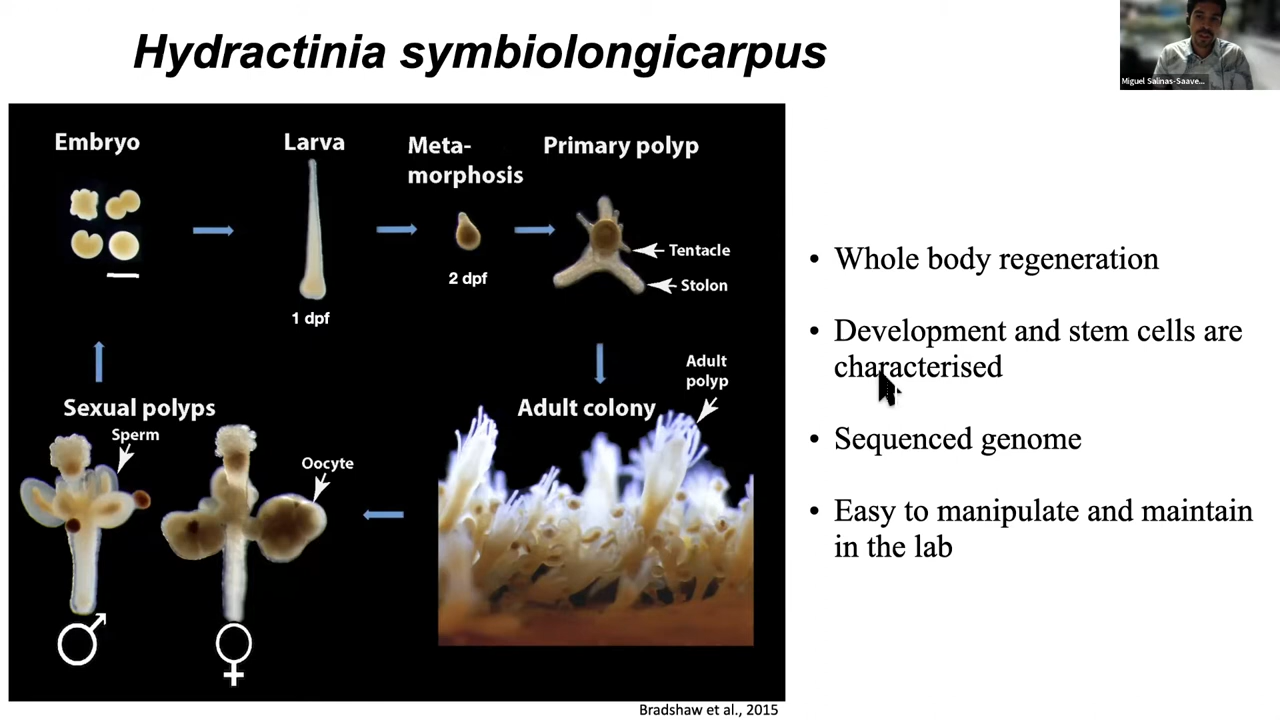 Hydractinia symbiolongicarpus
Miguel Salinas-Saave...
Embryo
Larva
Meta-
morphosis
Primary polyp
Tentacle
Stolon
2 dpf
1 dpf
Adult
polyp
Sexual polyps
Adult colony
Sperm
Oocyte
• Whole body regeneration
• Development and stem cells are
characterised
• Sequenced genome
• Easy to manipulate and maintain
in the lab
Bradshaw et al., 2015